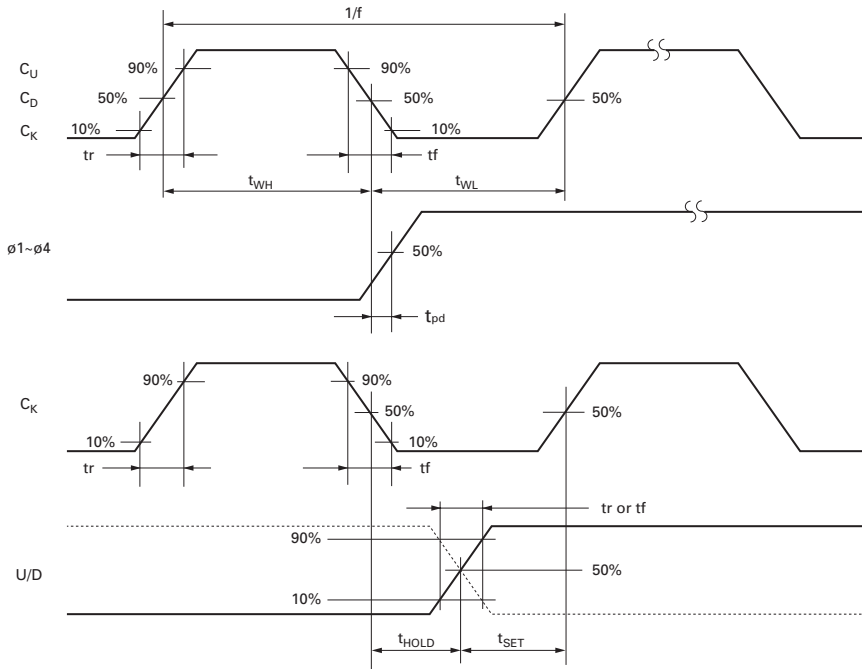 1/f
C_U 90% 90%
C_D 50% 50% 50%
C_K 10% 10%
tr tf
t_WH t_WL
ø1~ø4 50%
t_pd
90% 90%
C_K 50% 50%
10% 10%
tr tf
tr or tf
90%
U/D 50%
10%
t_HOLD t_SET